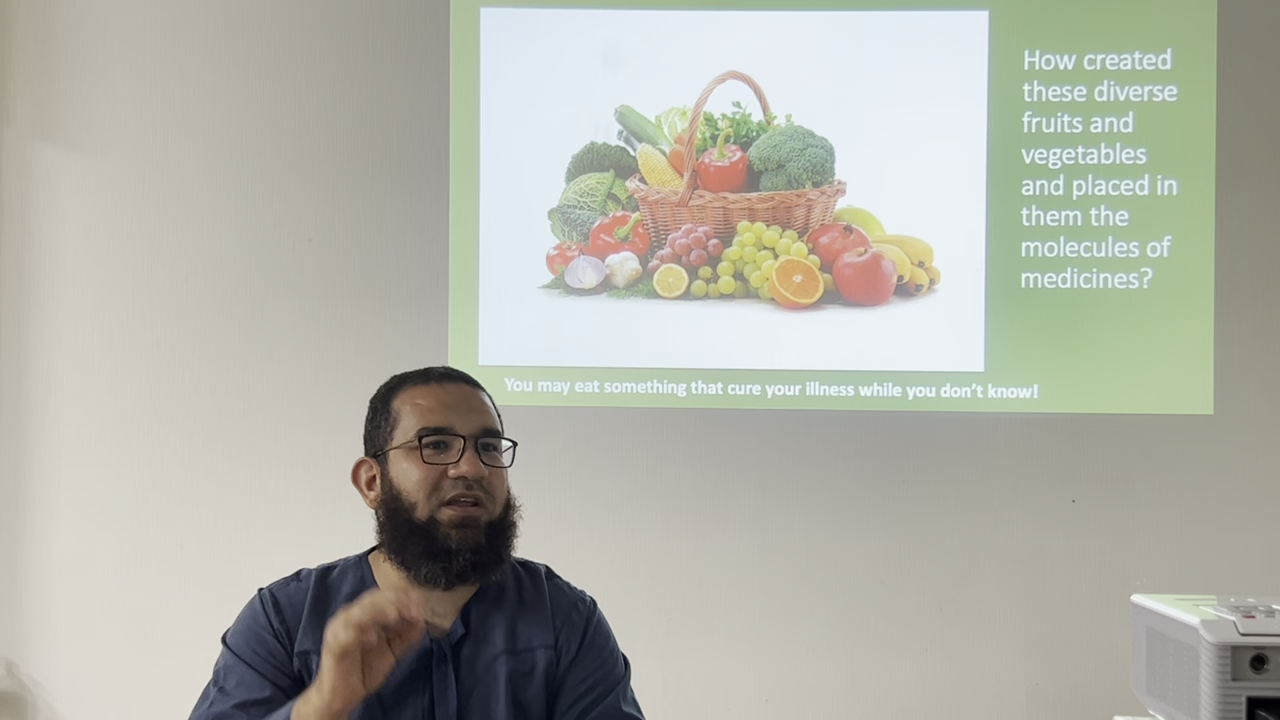 How created
these diverse
fruits and
vegetables
and placed in
them the
molecules of
medicines?
You may eat something that cure your illness while you don't know!